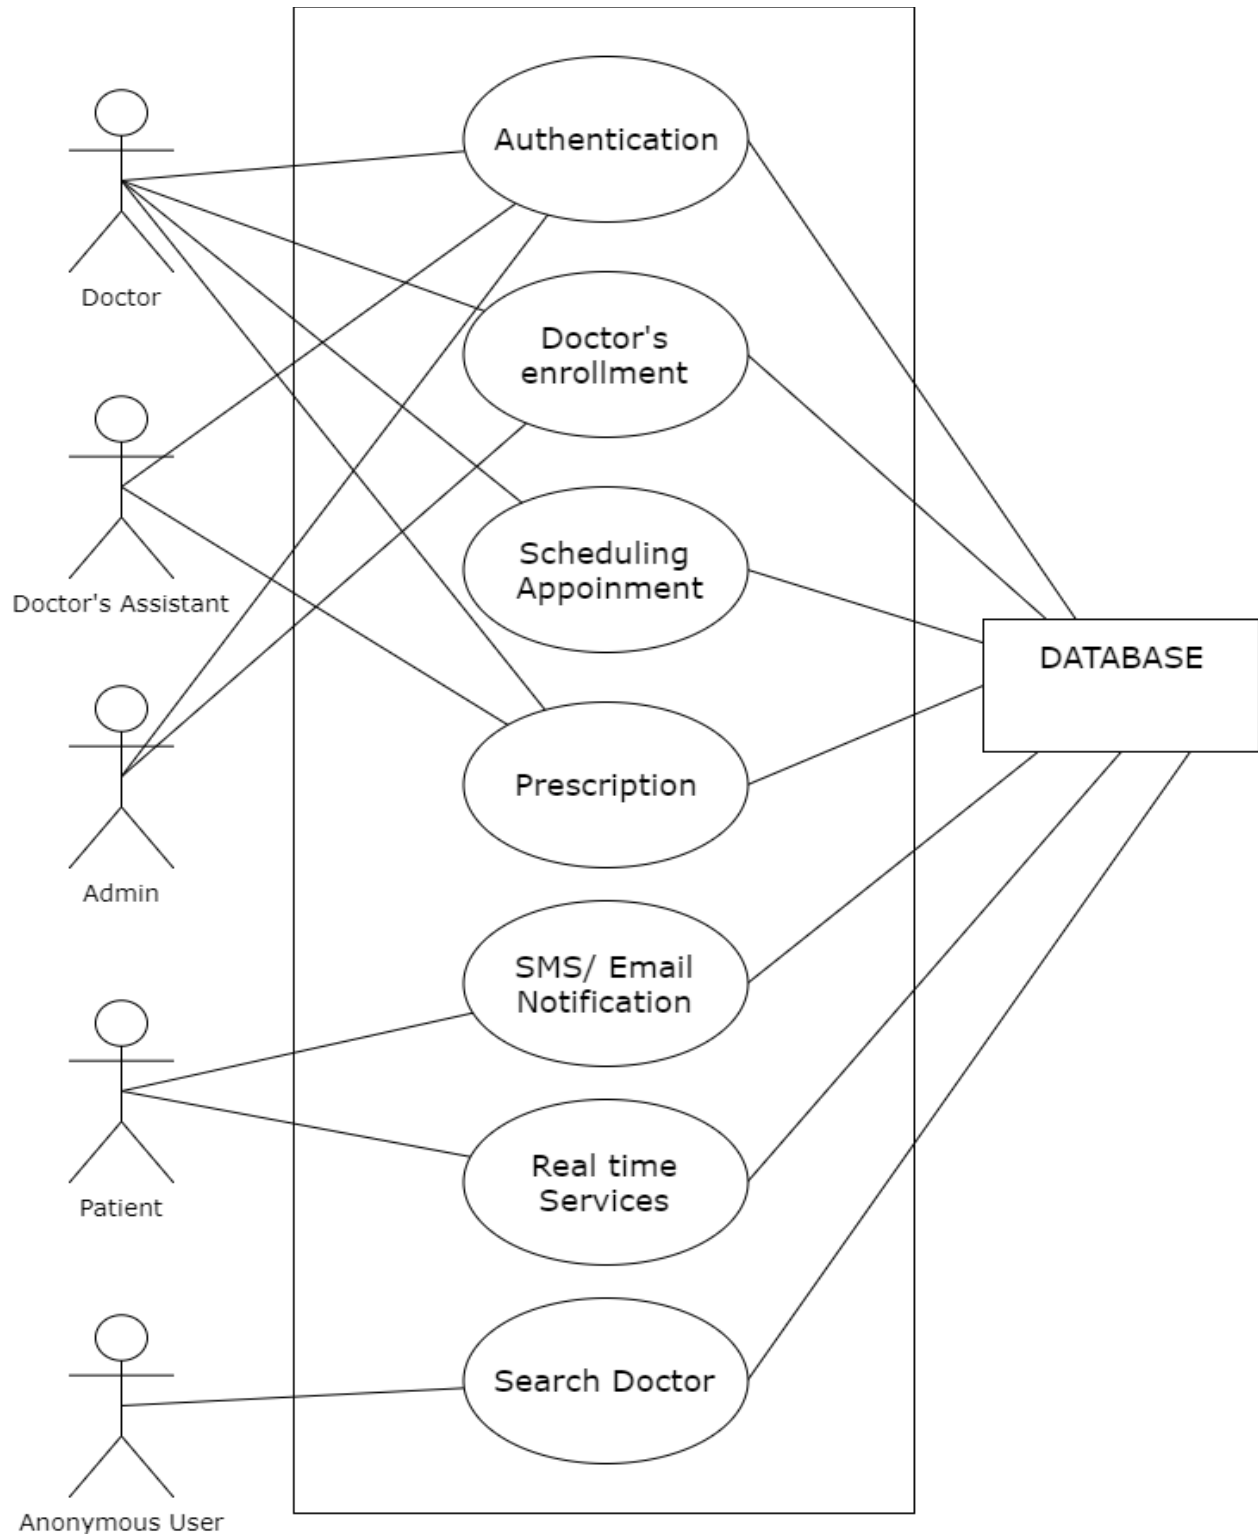 Authentication
Doctor
Doctor's
enrollment
Doctor's Assistant
Scheduling
Appoinment
DATABASE
Prescription
Admin
SMS/ Email
Notification
Real time
Services
Patient
Search Doctor
Anonymous User